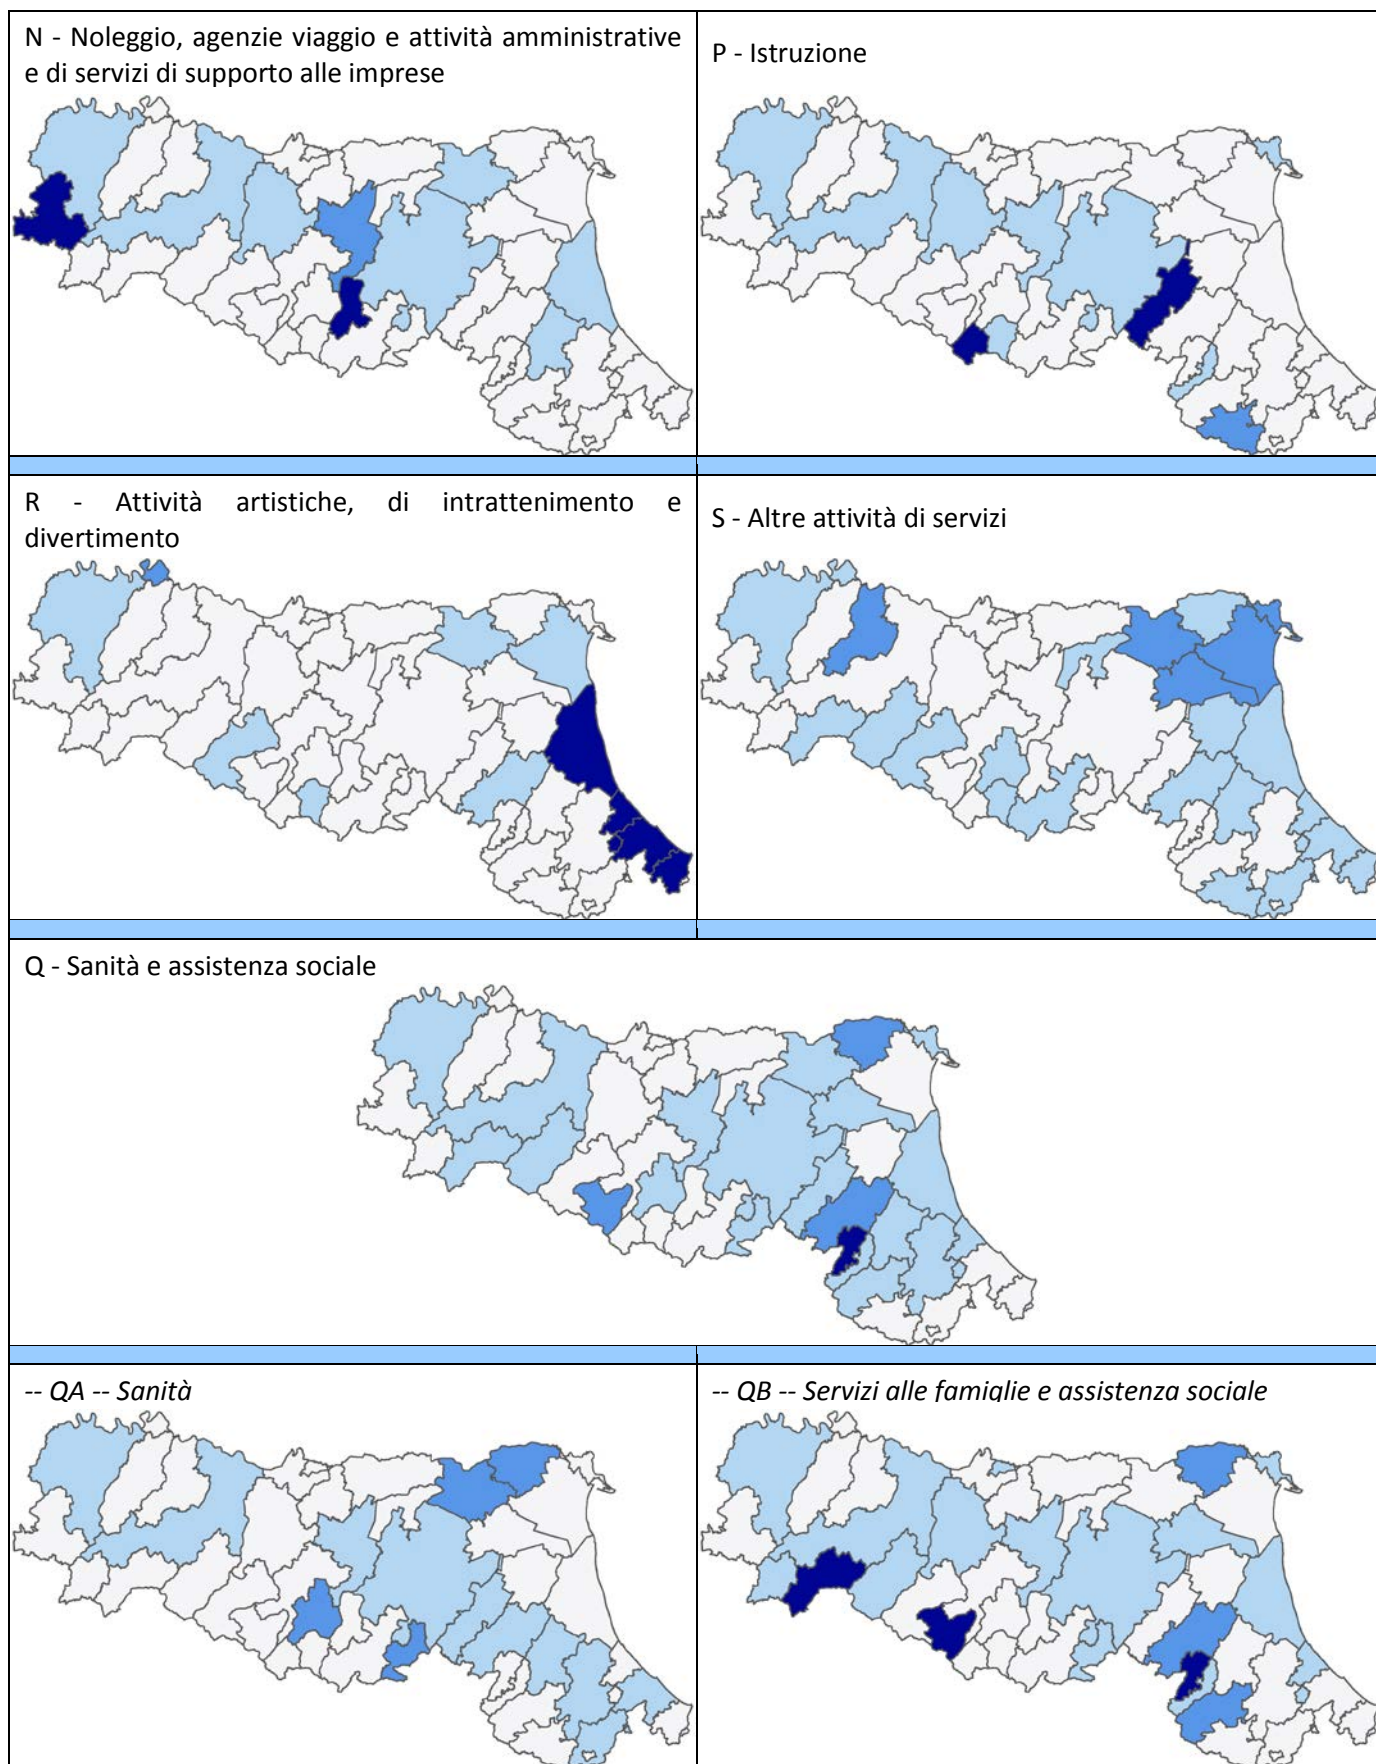 N - Noleggio, agenzie viaggio e attività amministrative
e di servizi di supporto alle imprese
P - Istruzione
R - Attività artistiche, di intrattenimento e
divertimento
S - Altre attività di servizi
Q - Sanità e assistenza sociale
-- QA -- Sanità
-- QB -- Servizi alle famiglie e assistenza sociale